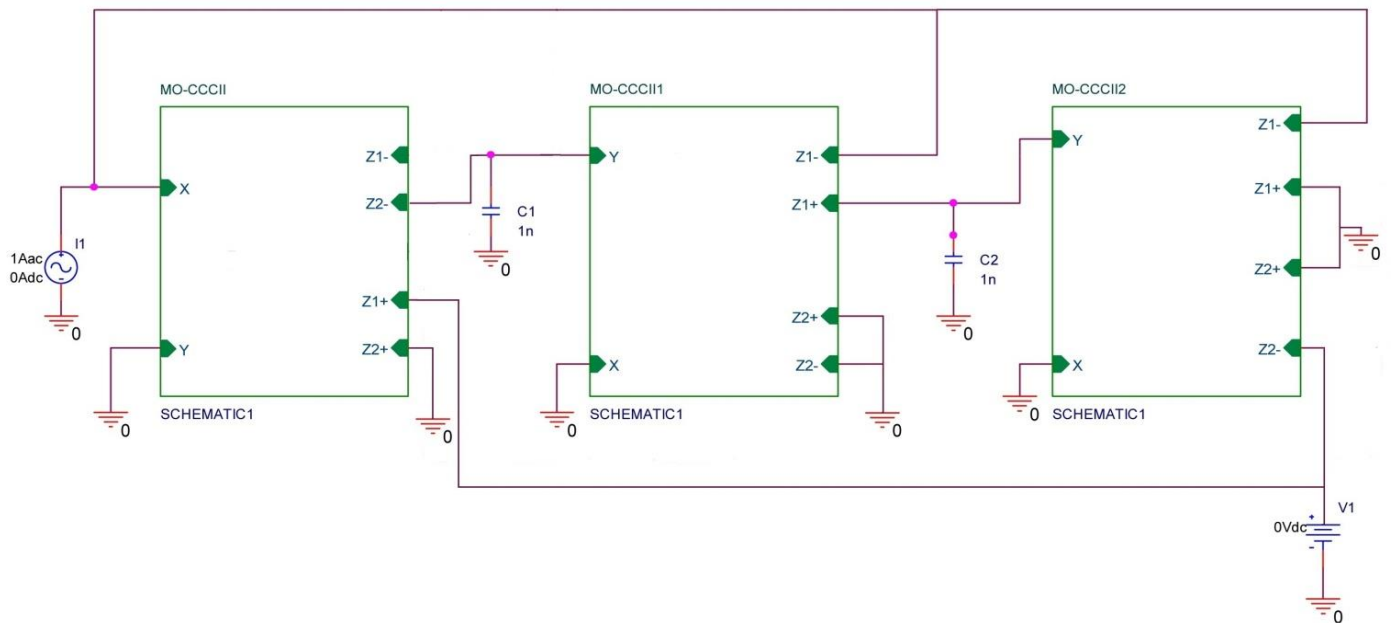 MO-CCCII
X
Y
Z1-
Z2-
Z1+
Z2+
SCHEMATIC1
I1
1Aac
0Adc
0
0
0
C1
1n
0
MO-CCCII1
Y
X
Z1-
Z1+
Z2+
Z2-
SCHEMATIC1
0
0
C2
1n
0
MO-CCCII2
Y
X
Z1-
Z1+
Z2+
Z2-
SCHEMATIC1
0
0
V1
0Vdc
0